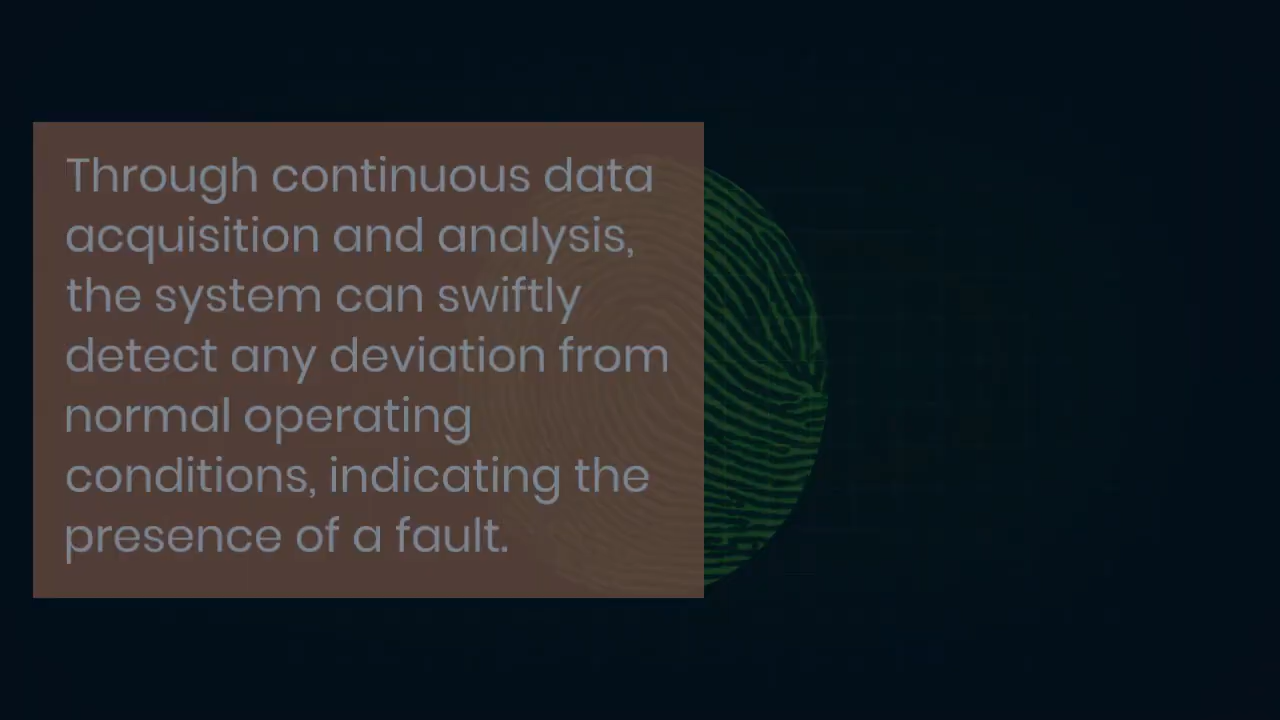 Through continuous data
acquisition and analysis,
the system can swiftly
detect any deviation from
normal operating
conditions, indicating the
presence of a fault.